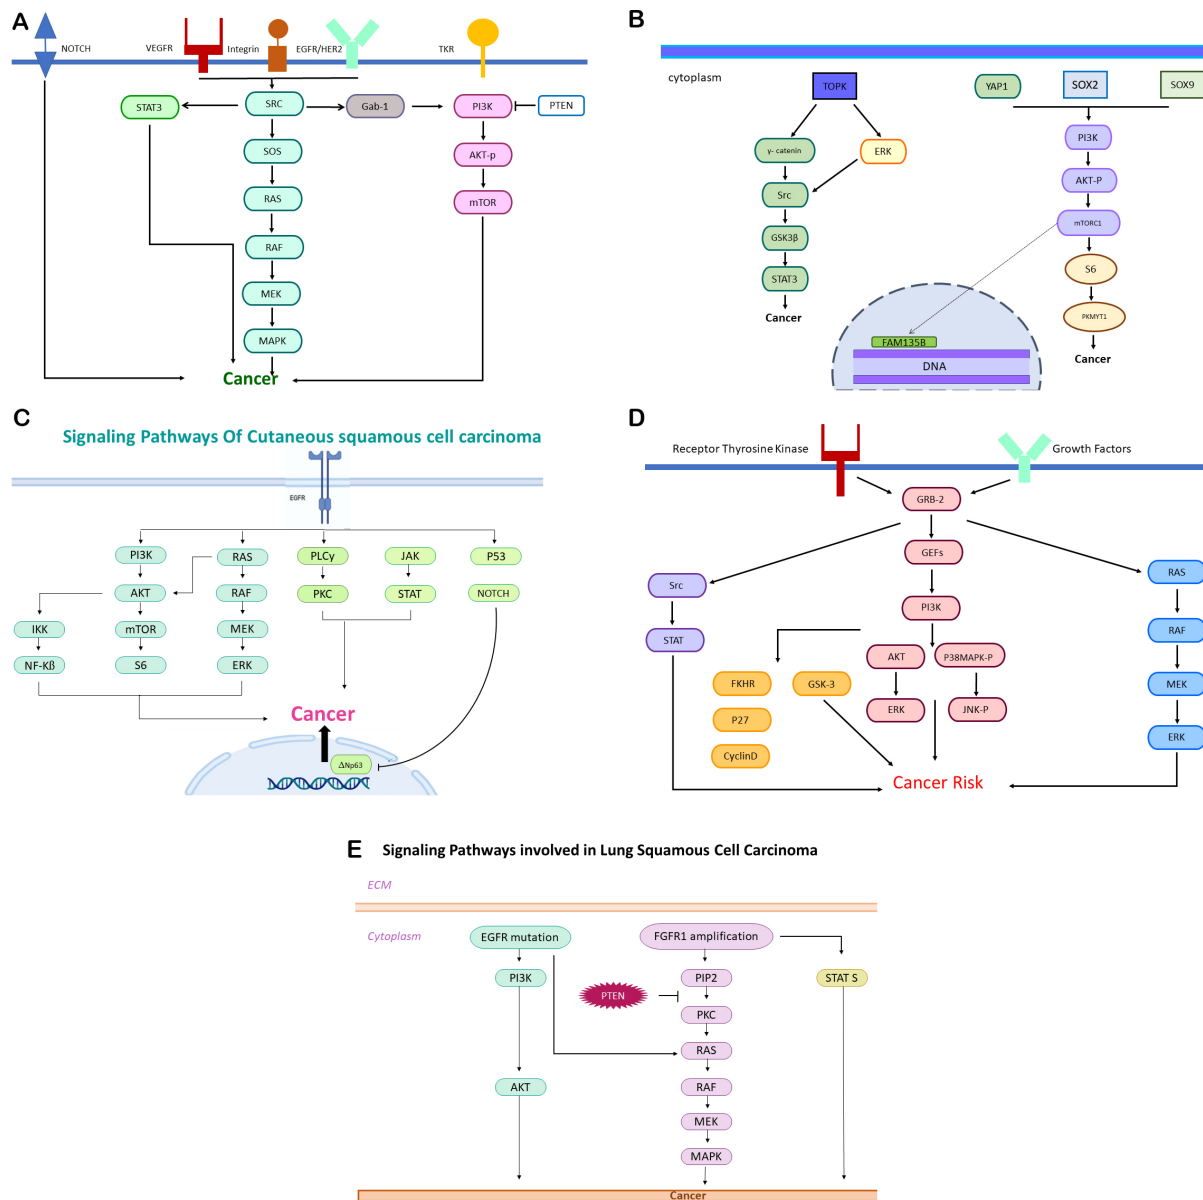 A
NOTCH
VEGFR
Integrin
EGFR/HER2
TKR
STAT3
SRC
Gab-1
PI3K
PTEN
SOS
AKT-p
RAS
mTOR
RAF
MEK
MAPK
Cancer
B
cytoplasm
TOPK
YAP1
SOX2
SOX9
γ- catenin
ERK
PI3K
Src
AKT-P
GSK3β
mTORC1
STAT3
S6
Cancer
PKMYT1
FAM135B
DNA
Cancer
C
Signaling Pathways Of Cutaneous squamous cell carcinoma
EGFR
PI3K
RAS
PLCy
JAK
P53
AKT
RAF
PKC
STAT
NOTCH
IKK
mTOR
MEK
NF-Kß
S6
ERK
Cancer
ΔNp63
D
Receptor Thyrosine Kinase
Growth Factors
GRB-2
GEFs
Src
RAS
PI3K
STAT
RAF
AKT
P38MAPK-P
FKHR
GSK-3
MEK
ERK
JNK-P
P27
ERK
CyclinD
Cancer Risk
E
Signaling Pathways involved in Lung Squamous Cell Carcinoma
ECM
Cytoplasm
EGFR mutation
FGFR1 amplification
PI3K
PIP2
STAT S
PTEN
PKC
RAS
AKT
RAF
MEK
MAPK
Cancer